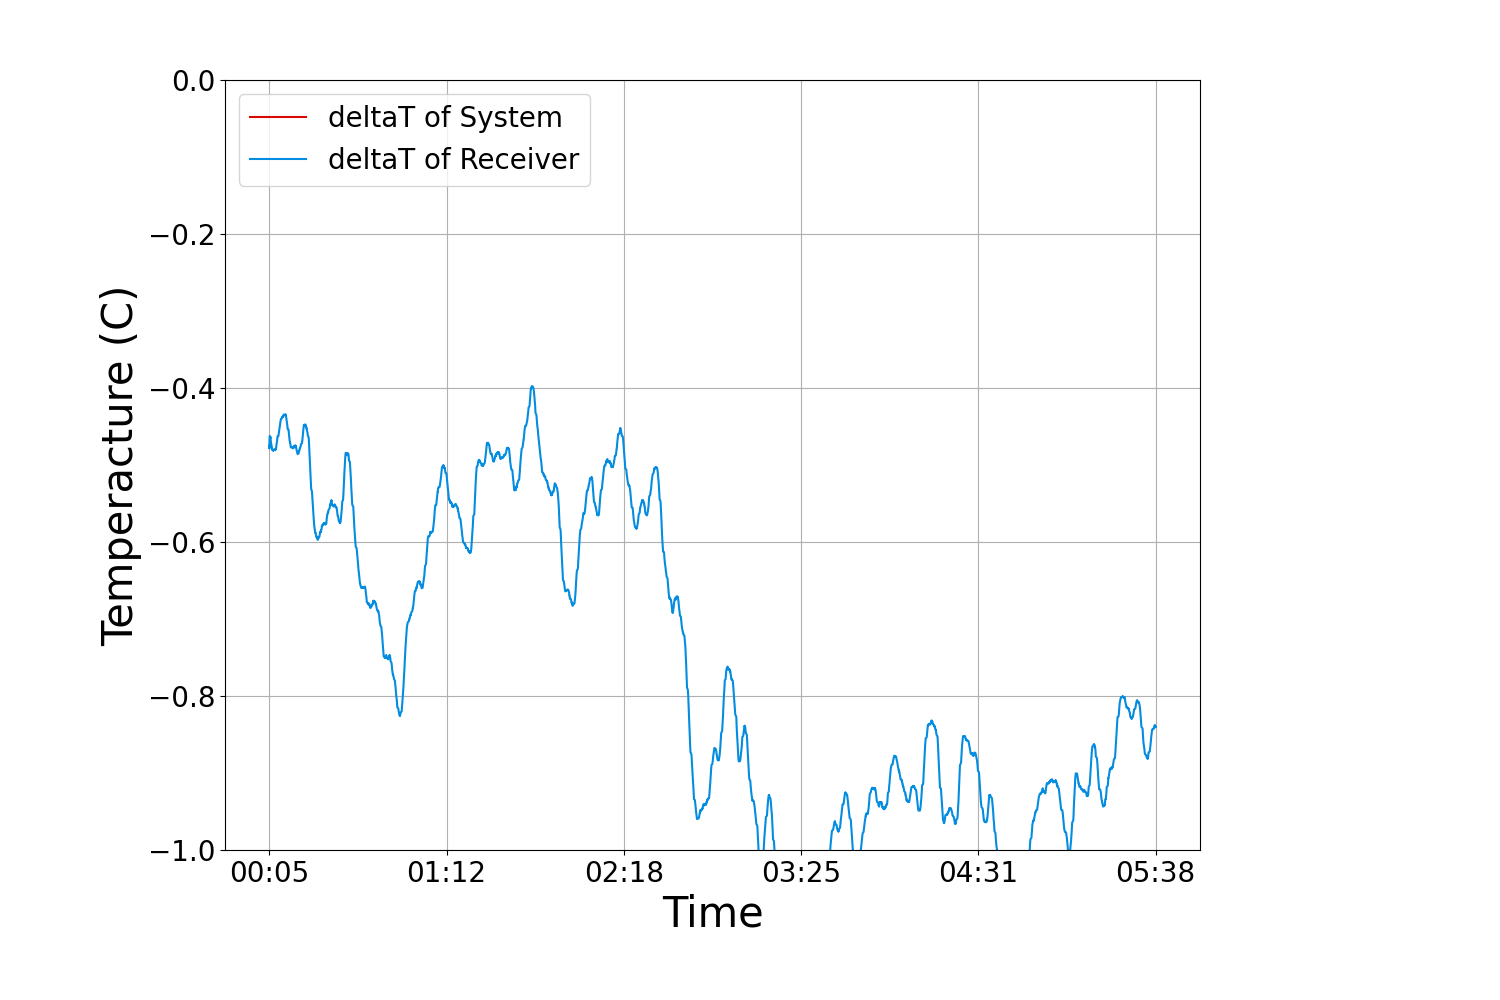 0.0
deltaT of System
deltaT of Receiver
−0.2
−0.4
−0.6
−0.8
−1.0
Temperacture (C)
00:05 01:12 02:18 03:25 04:31 05:38
Time